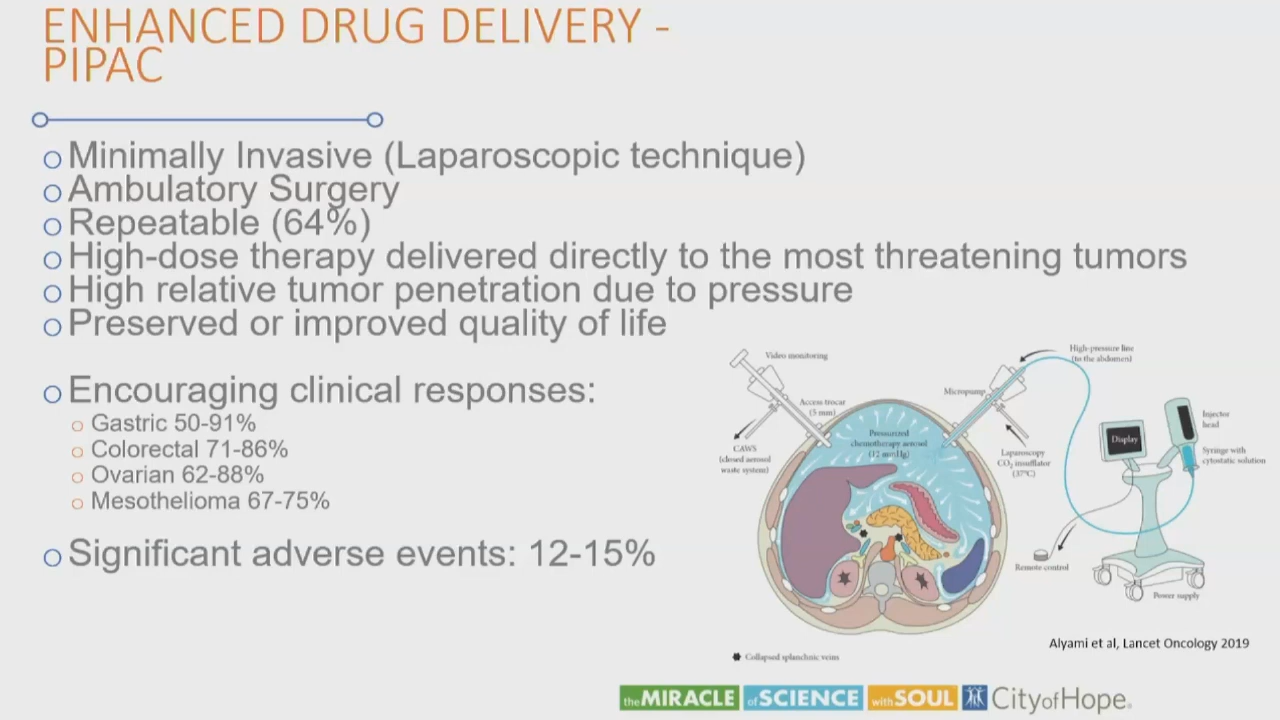 ENHANCED DRUG DELIVERY -
PIPAC
Minimally Invasive (Laparoscopic technique)
Ambulatory Surgery
Repeatable (64%)
High-dose therapy delivered directly to the most threatening tumors
High relative tumor penetration due to pressure
Preserved or improved quality of life
Encouraging clinical responses:
Gastric 50-91%
Colorectal 71-86%
Ovarian 62-88%
Mesothelioma 67-75%
Significant adverse events: 12-15%
Video monitoring
Access trocar
(5 mm)
CAWS
(closed aerosol
waste system)
Pressurized
chemotherapy aerosol
(12 mmHg)
Micropump
High-pressure line
(to the abdomen)
Laparoscopy
CO₂ insufflator
(37°C)
Display
Injector
head
Syringe with
cytostatic solution
Remote control
Power supply
Collapsed splanchnic veins
Alyami et al, Lancet Oncology 2019
the MIRACLE of SCIENCE with SOUL City of Hope.